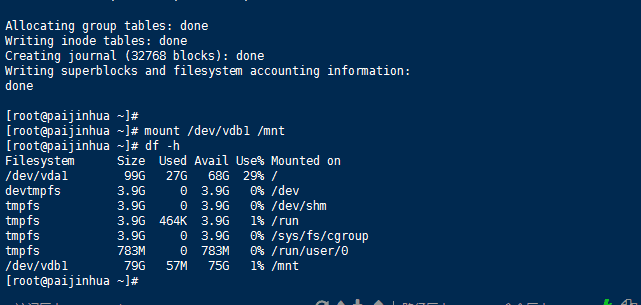 Allocating group tables: done
Writing inode tables: done
Creating journal (32768 blocks): done
Writing superblocks and filesystem accounting information:
done
[root@paijinhua ~]#
[root@paijinhua ~]# mount /dev/vdb1 /mnt
[root@paijinhua ~]# df -h
Filesystem      Size  Used Avail Use% Mounted on
/dev/vda1        99G   27G   68G  29% /
devtmpfs        3.9G     0  3.9G   0% /dev
tmpfs           3.9G     0  3.9G   0% /dev/shm
tmpfs           3.9G  464K  3.9G   1% /run
tmpfs           3.9G     0  3.9G   0% /sys/fs/cgroup
tmpfs           783M     0  783M   0% /run/user/0
/dev/vdb1        79G   57M   75G   1% /mnt
[root@paijinhua ~]#